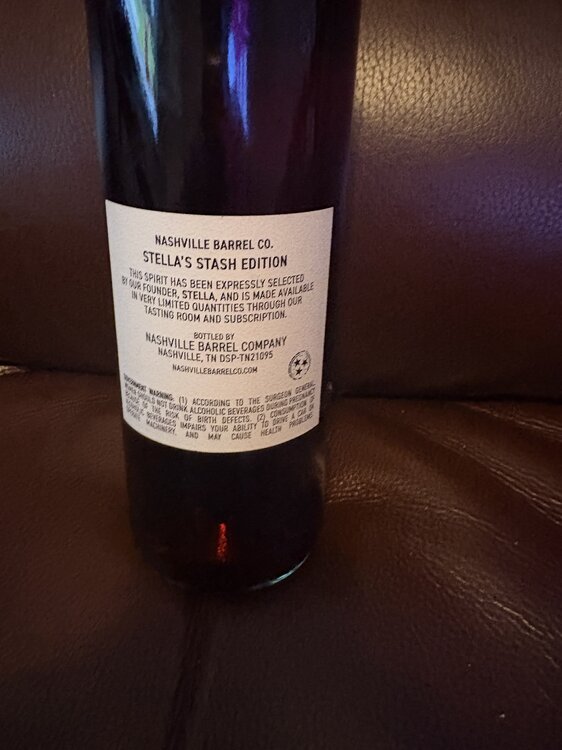 NASHVILLE BARREL CO.
STELLA'S STASH EDITION
THIS SPIRIT HAS BEEN EXPRESSLY SELECTED
BY OUR FOUNDER, STELLA, AND IS MADE AVAILABLE
IN VERY LIMITED QUANTITIES THROUGH OUR
TASTING ROOM AND SUBSCRIPTION.
BOTTLED BY
NASHVILLE BARREL COMPANY
NASHVILLE, TN DSP-TN21095
NASHVILLEBARRELCO.COM
GOVERNMENT WARNING: (1) ACCORDING TO THE SURGEON GENERAL,
WOMEN SHOULD NOT DRINK ALCOHOLIC BEVERAGES DURING PREGNANCY
BECAUSE OF THE RISK OF BIRTH DEFECTS. (2) CONSUMPTION OF
ALCOHOLIC BEVERAGES IMPAIRS YOUR ABILITY TO DRIVE A CAR OR
OPERATE MACHINERY, AND MAY CAUSE HEALTH PROBLEMS.